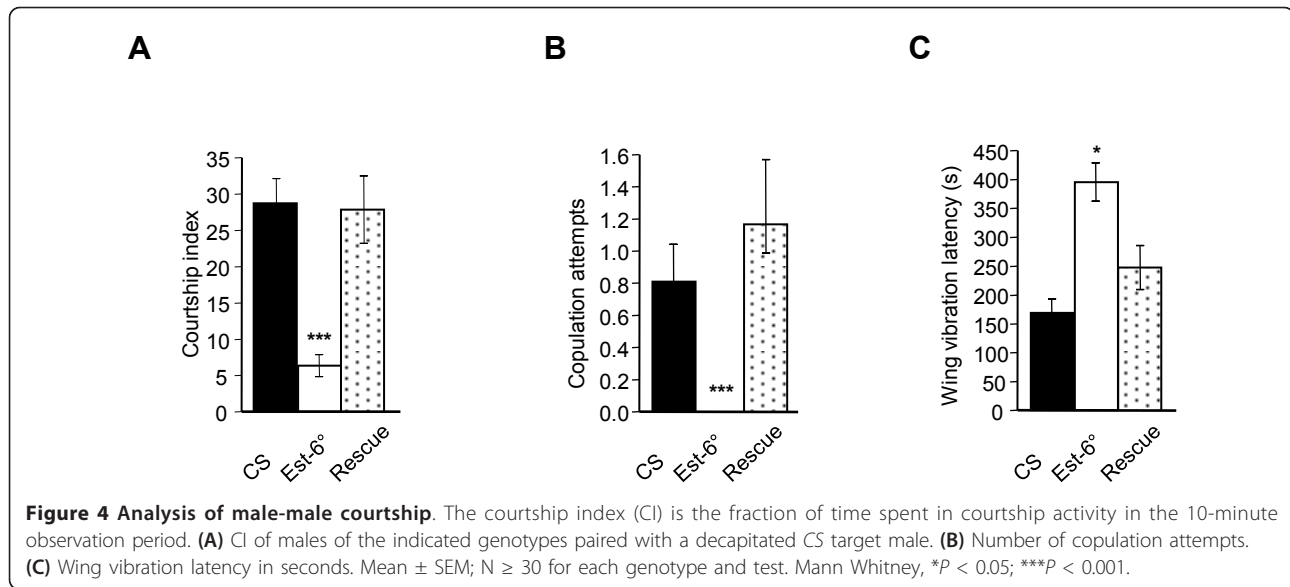 A
B
C
35
30
25
20
15
10
5
0
Courtship index
***
CS
Est-6°
Rescue
1.6
1.4
1.2
1.0
0.8
0.6
0.4
0.2
0.0
Copulation attempts
***
CS
Est-6°
Rescue
450
400
350
300
250
200
150
100
50
0
Wing vibration latency (s)
*
CS
Est-6°
Rescue
Figure 4 Analysis of male-male courtship. The courtship index (CI) is the fraction of time spent in courtship activity in the 10-minute
observation period. (A) CI of males of the indicated genotypes paired with a decapitated CS target male. (B) Number of copulation attempts.
(C) Wing vibration latency in seconds. Mean ± SEM; N ≥ 30 for each genotype and test. Mann Whitney, *P < 0.05; ***P < 0.001.